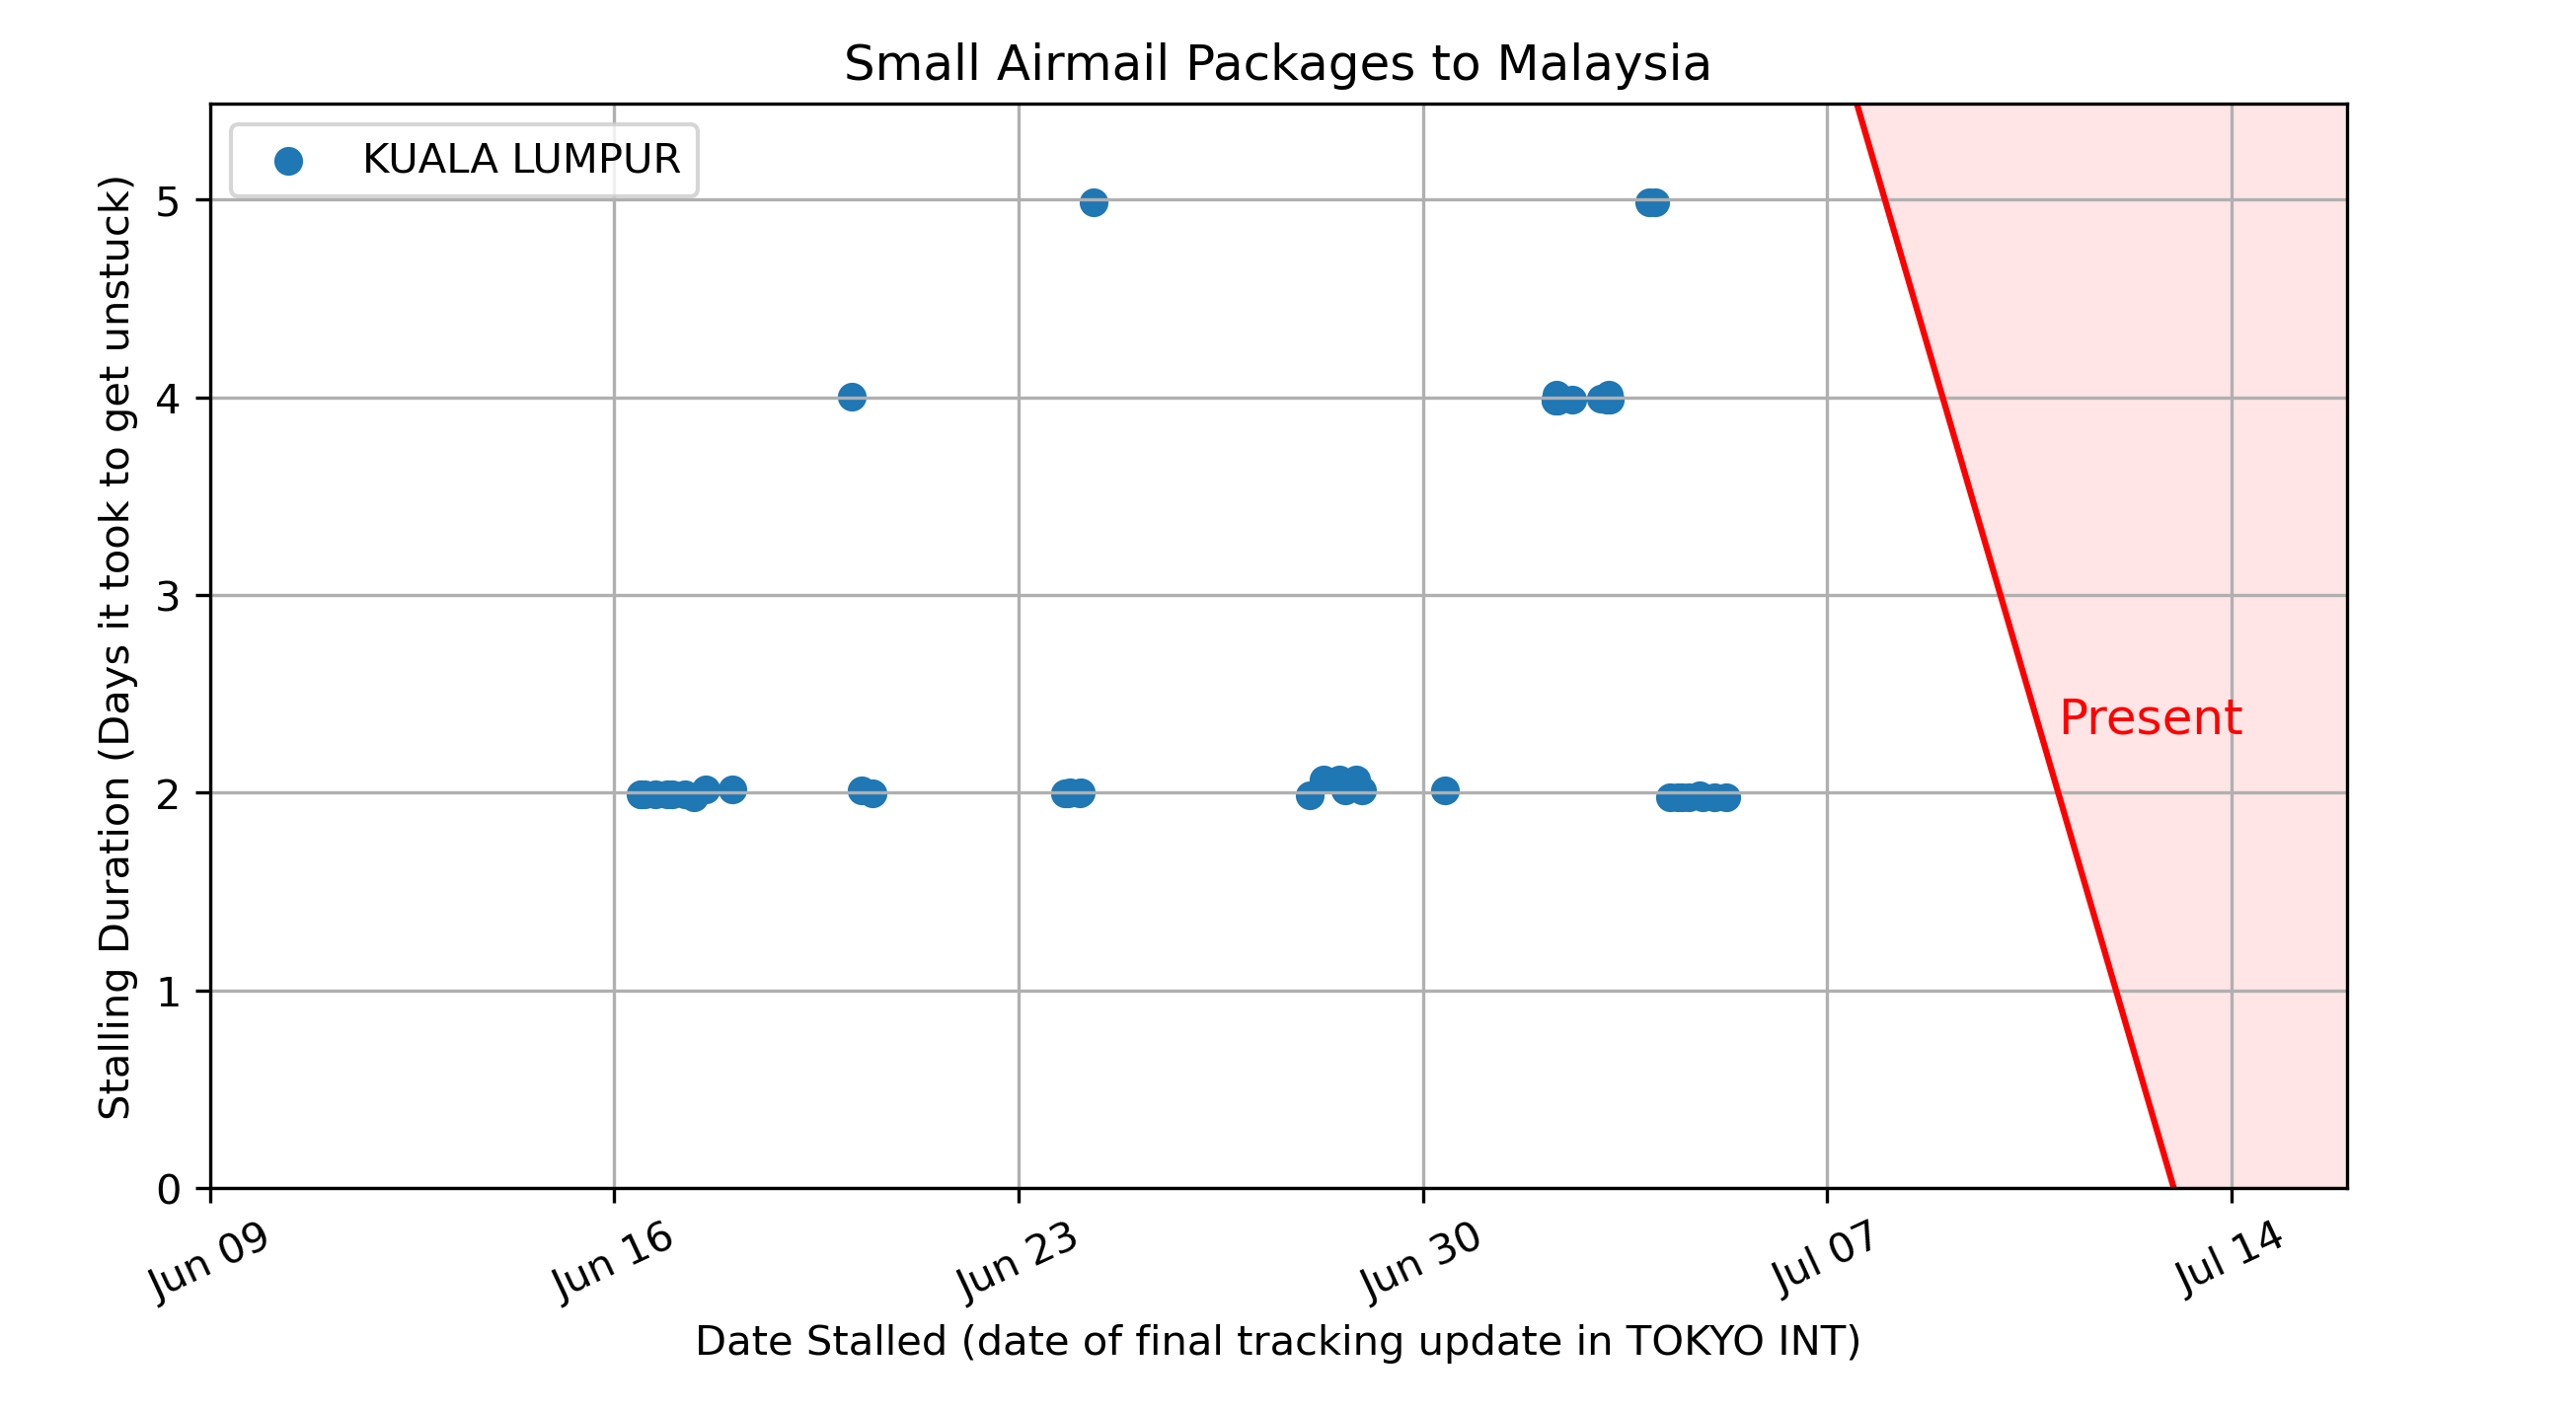 Small Airmail Packages to Malaysia
KUALA LUMPUR
Stalling Duration (Days it took to get unstuck)
5
4
3
2
1
0
Present
Jun 09
Jun 16
Jun 23
Jun 30
Jul 07
Jul 14
Date Stalled (date of final tracking update in TOKYO INT)